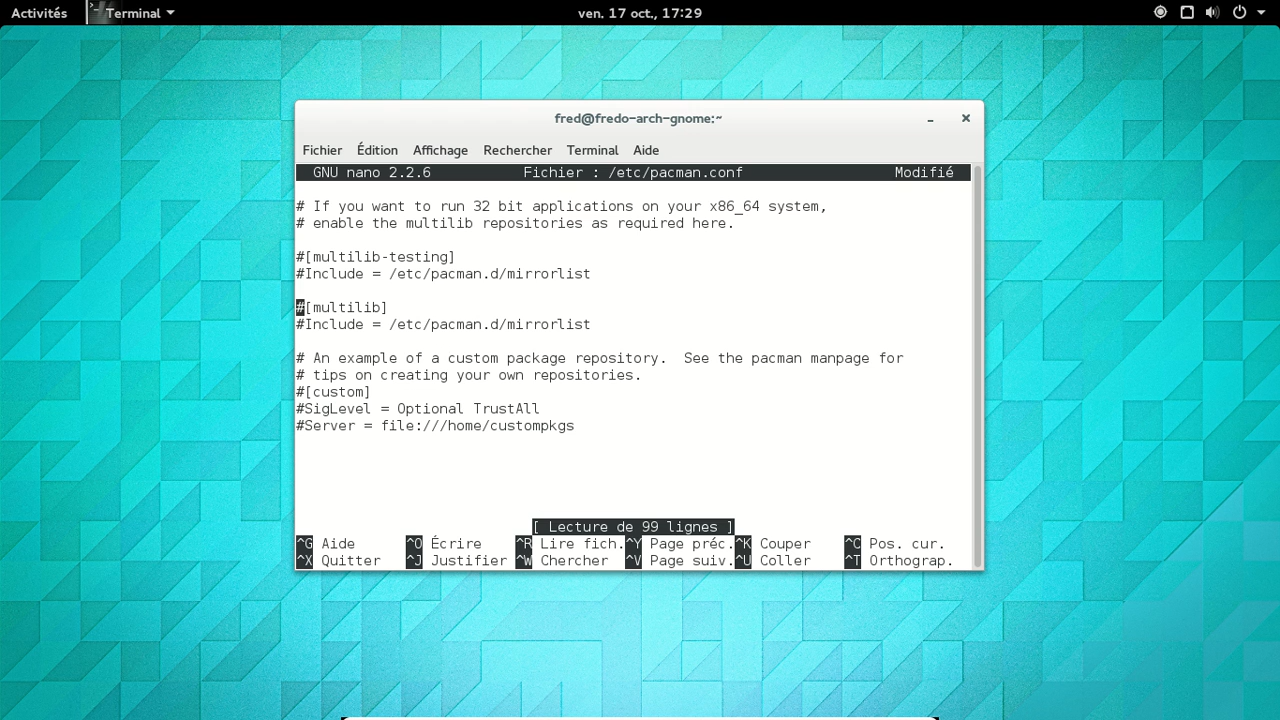 Activités Terminal ven. 17 oct., 17:29
fred@fredo-arch-gnome:~
Fichier Édition Affichage Rechercher Terminal Aide
GNU nano 2.2.6 Fichier : /etc/pacman.conf Modifié
# If you want to run 32 bit applications on your x86_64 system,
# enable the multilib repositories as required here.
#[multilib-testing]
#Include = /etc/pacman.d/mirrorlist
#[multilib]
#Include = /etc/pacman.d/mirrorlist
# An example of a custom package repository.  See the pacman manpage for
# tips on creating your own repositories.
#[custom]
#SigLevel = Optional TrustAll
#Server = file:///home/custompkgs
[ Lecture de 99 lignes ]
^G Aide ^O Écrire ^R Lire fich. ^Y Page préc. ^K Couper ^C Pos. cur.
^X Quitter ^J Justifier ^W Chercher ^V Page suiv. ^U Coller ^T Orthograp.